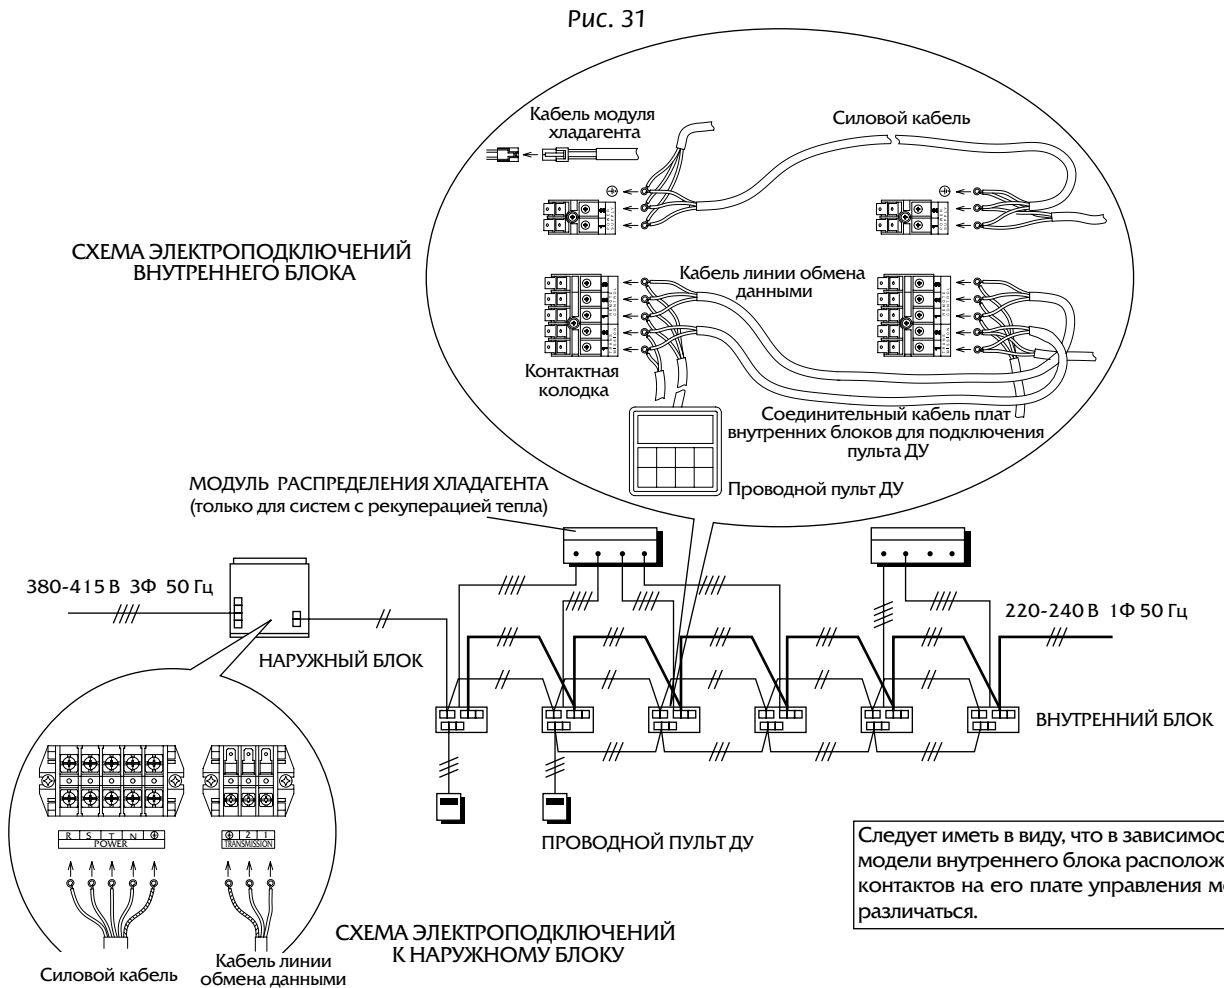 Рис. 31
Кабель модуля
хладагента
Силовой кабель
СХЕМА ЭЛЕКТРОПОДКЛЮЧЕНИЙ
ВНУТРЕННЕГО БЛОКА
Кабель линии обмена
данными
Контактная
колодка
Соединительный кабель плат
внутренних блоков для подключения
пульта ДУ
Проводной пульт ДУ
МОДУЛЬ РАСПРЕДЕЛЕНИЯ ХЛАДАГЕНТА
(только для систем с рекуперацией тепла)
380-415 В 3Ф 50 Гц
220-240 В 1Ф 50 Гц
НАРУЖНЫЙ БЛОК
ВНУТРЕННИЙ БЛОК
ПРОВОДНОЙ ПУЛЬТ ДУ
R S T N
POWER
2 1
TRANSMISSION
Следует иметь в виду, что в
модели внутреннего блока
контактов на его плате управления
различаться.
СХЕМА ЭЛЕКТРОПОДКЛЮЧЕНИЙ
К НАРУЖНОМУ БЛОКУ
Силовой кабель
Кабель линии
обмена данными